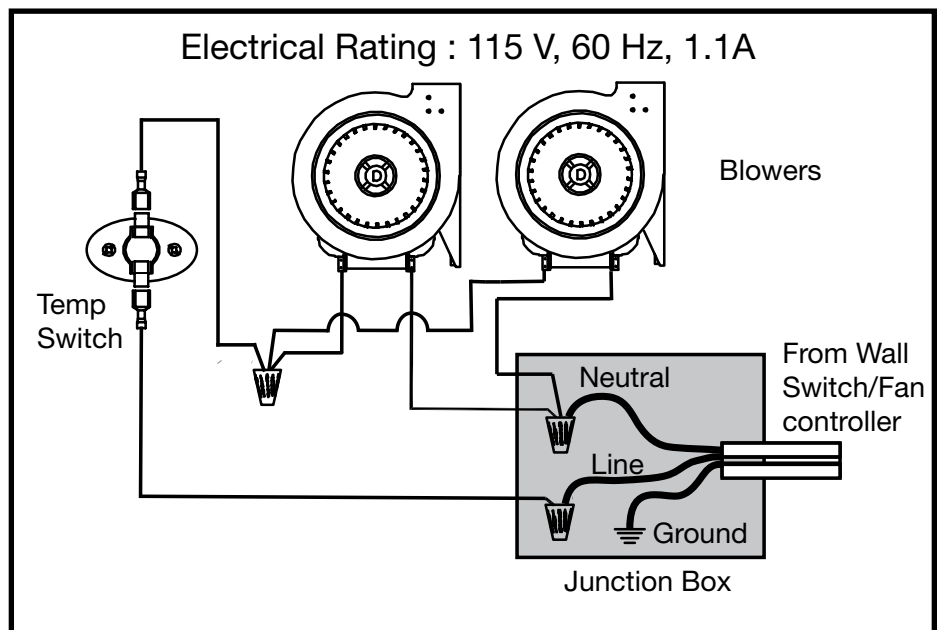 Electrical Rating : 115 V, 60 Hz, 1.1A
D
D
Blowers
Temp
Switch
From Wall
Switch/Fan
controller
Neutral
Line
Ground
Junction Box